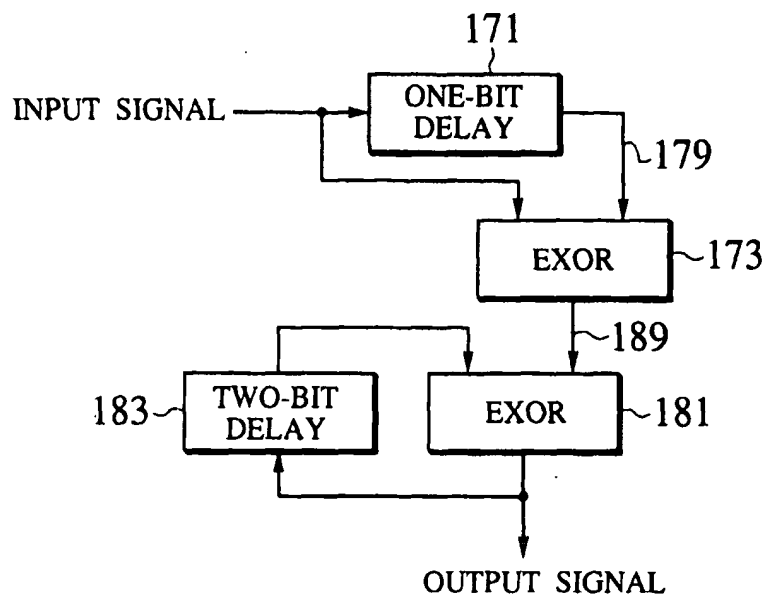 171
INPUT SIGNAL
ONE-BIT
DELAY
179
EXOR
173
189
183
TWO-BIT
DELAY
EXOR
181
OUTPUT SIGNAL